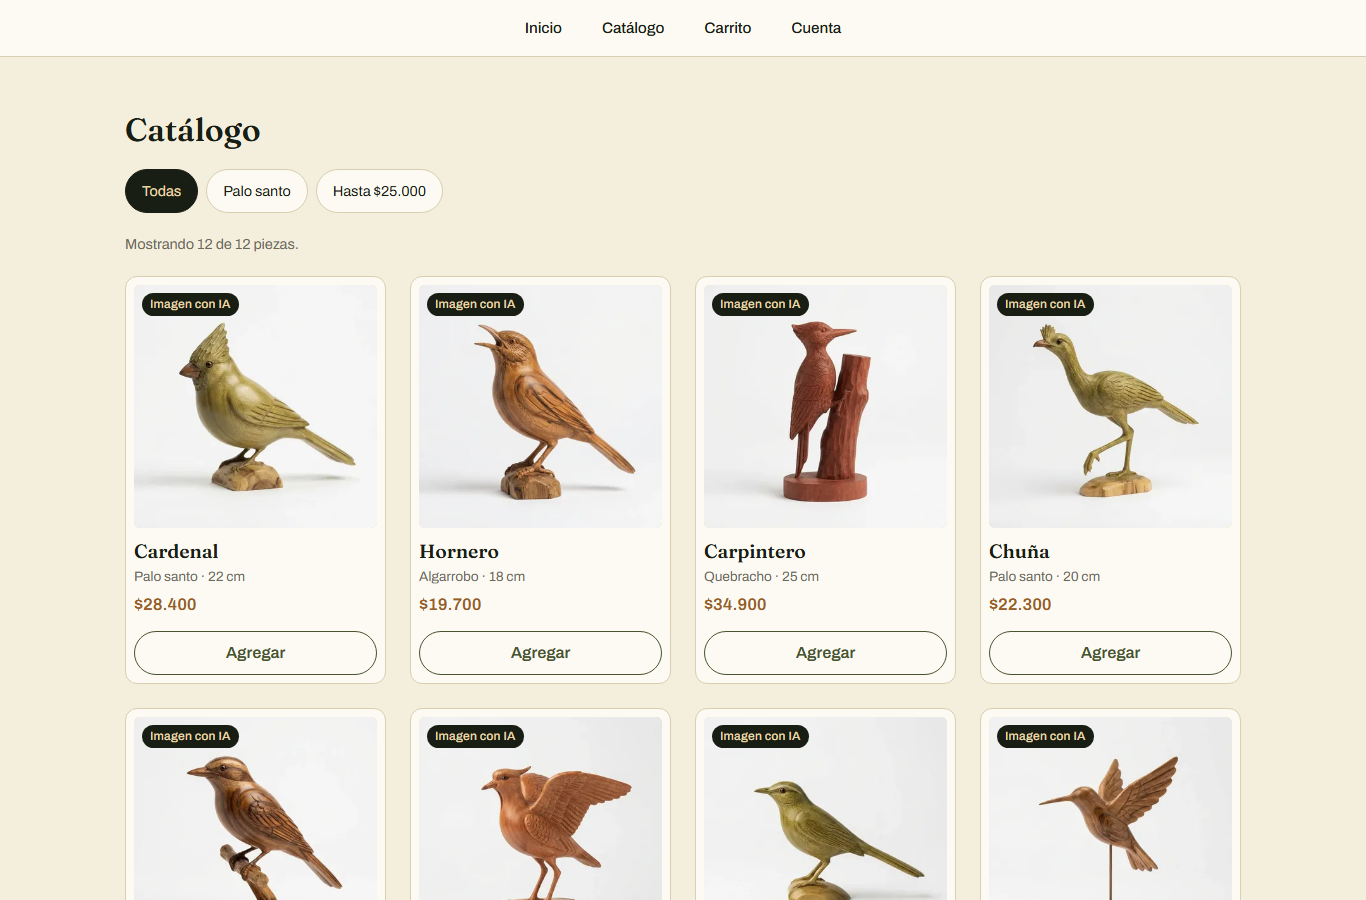 Inicio Catálogo Carrito Cuenta
Catálogo
Todas Palo santo Hasta $25.000
Mostrando 12 de 12 piezas.
Imagen con IA
Cardenal
Palo santo · 22 cm
$28.400
Agregar
Imagen con IA
Hornero
Algarrobo · 18 cm
$19.700
Agregar
Imagen con IA
Carpintero
Quebracho · 25 cm
$34.900
Agregar
Imagen con IA
Chuña
Palo santo · 20 cm
$22.300
Agregar
Imagen con IA
Imagen con IA
Imagen con IA
Imagen con IA